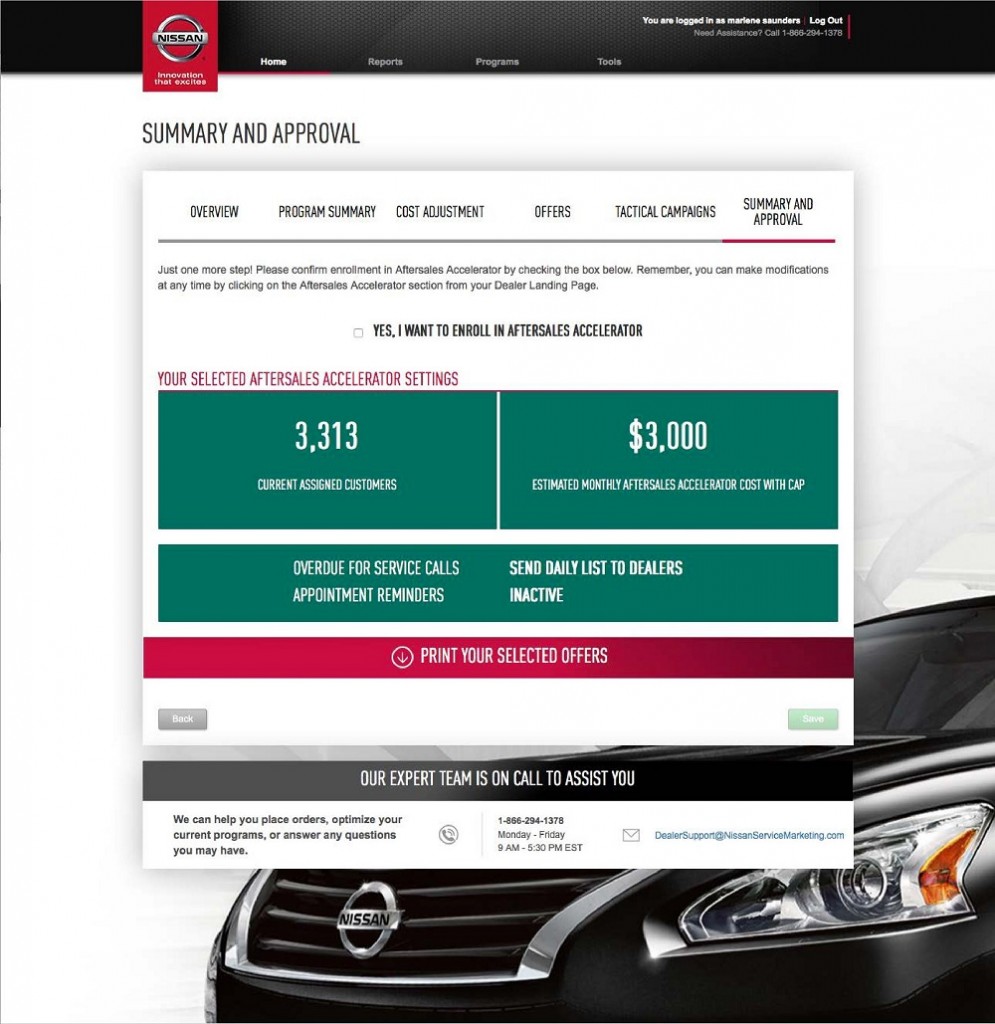 NISSAN
Innovation
that excites
You are logged in as marlene saunders | Log Out
Need Assistance? Call 1-866-294-1378
Home Reports Programs Tools
SUMMARY AND APPROVAL
OVERVIEW PROGRAM SUMMARY COST ADJUSTMENT OFFERS TACTICAL CAMPAIGNS SUMMARY AND
APPROVAL
Just one more step! Please confirm enrollment in Aftersales Accelerator by checking the box below. Remember, you can make modifications
at any time by clicking on the Aftersales Accelerator section from your Dealer Landing Page.
YES, I WANT TO ENROLL IN AFTERSALES ACCELERATOR
YOUR SELECTED AFTERSALES ACCELERATOR SETTINGS
3,313
CURRENT ASSIGNED CUSTOMERS
$3,000
ESTIMATED MONTHLY AFTERSALES ACCELERATOR COST WITH CAP
OVERDUE FOR SERVICE CALLS SEND DAILY LIST TO DEALERS
APPOINTMENT REMINDERS INACTIVE
PRINT YOUR SELECTED OFFERS
Back
Save
OUR EXPERT TEAM IS ON CALL TO ASSIST YOU
We can help you place orders, optimize your
current programs, or answer any questions
you may have.
1-866-294-1378
Monday - Friday
9 AM - 5:30 PM EST
DealerSupport@NissanServiceMarketing.com
NISSAN